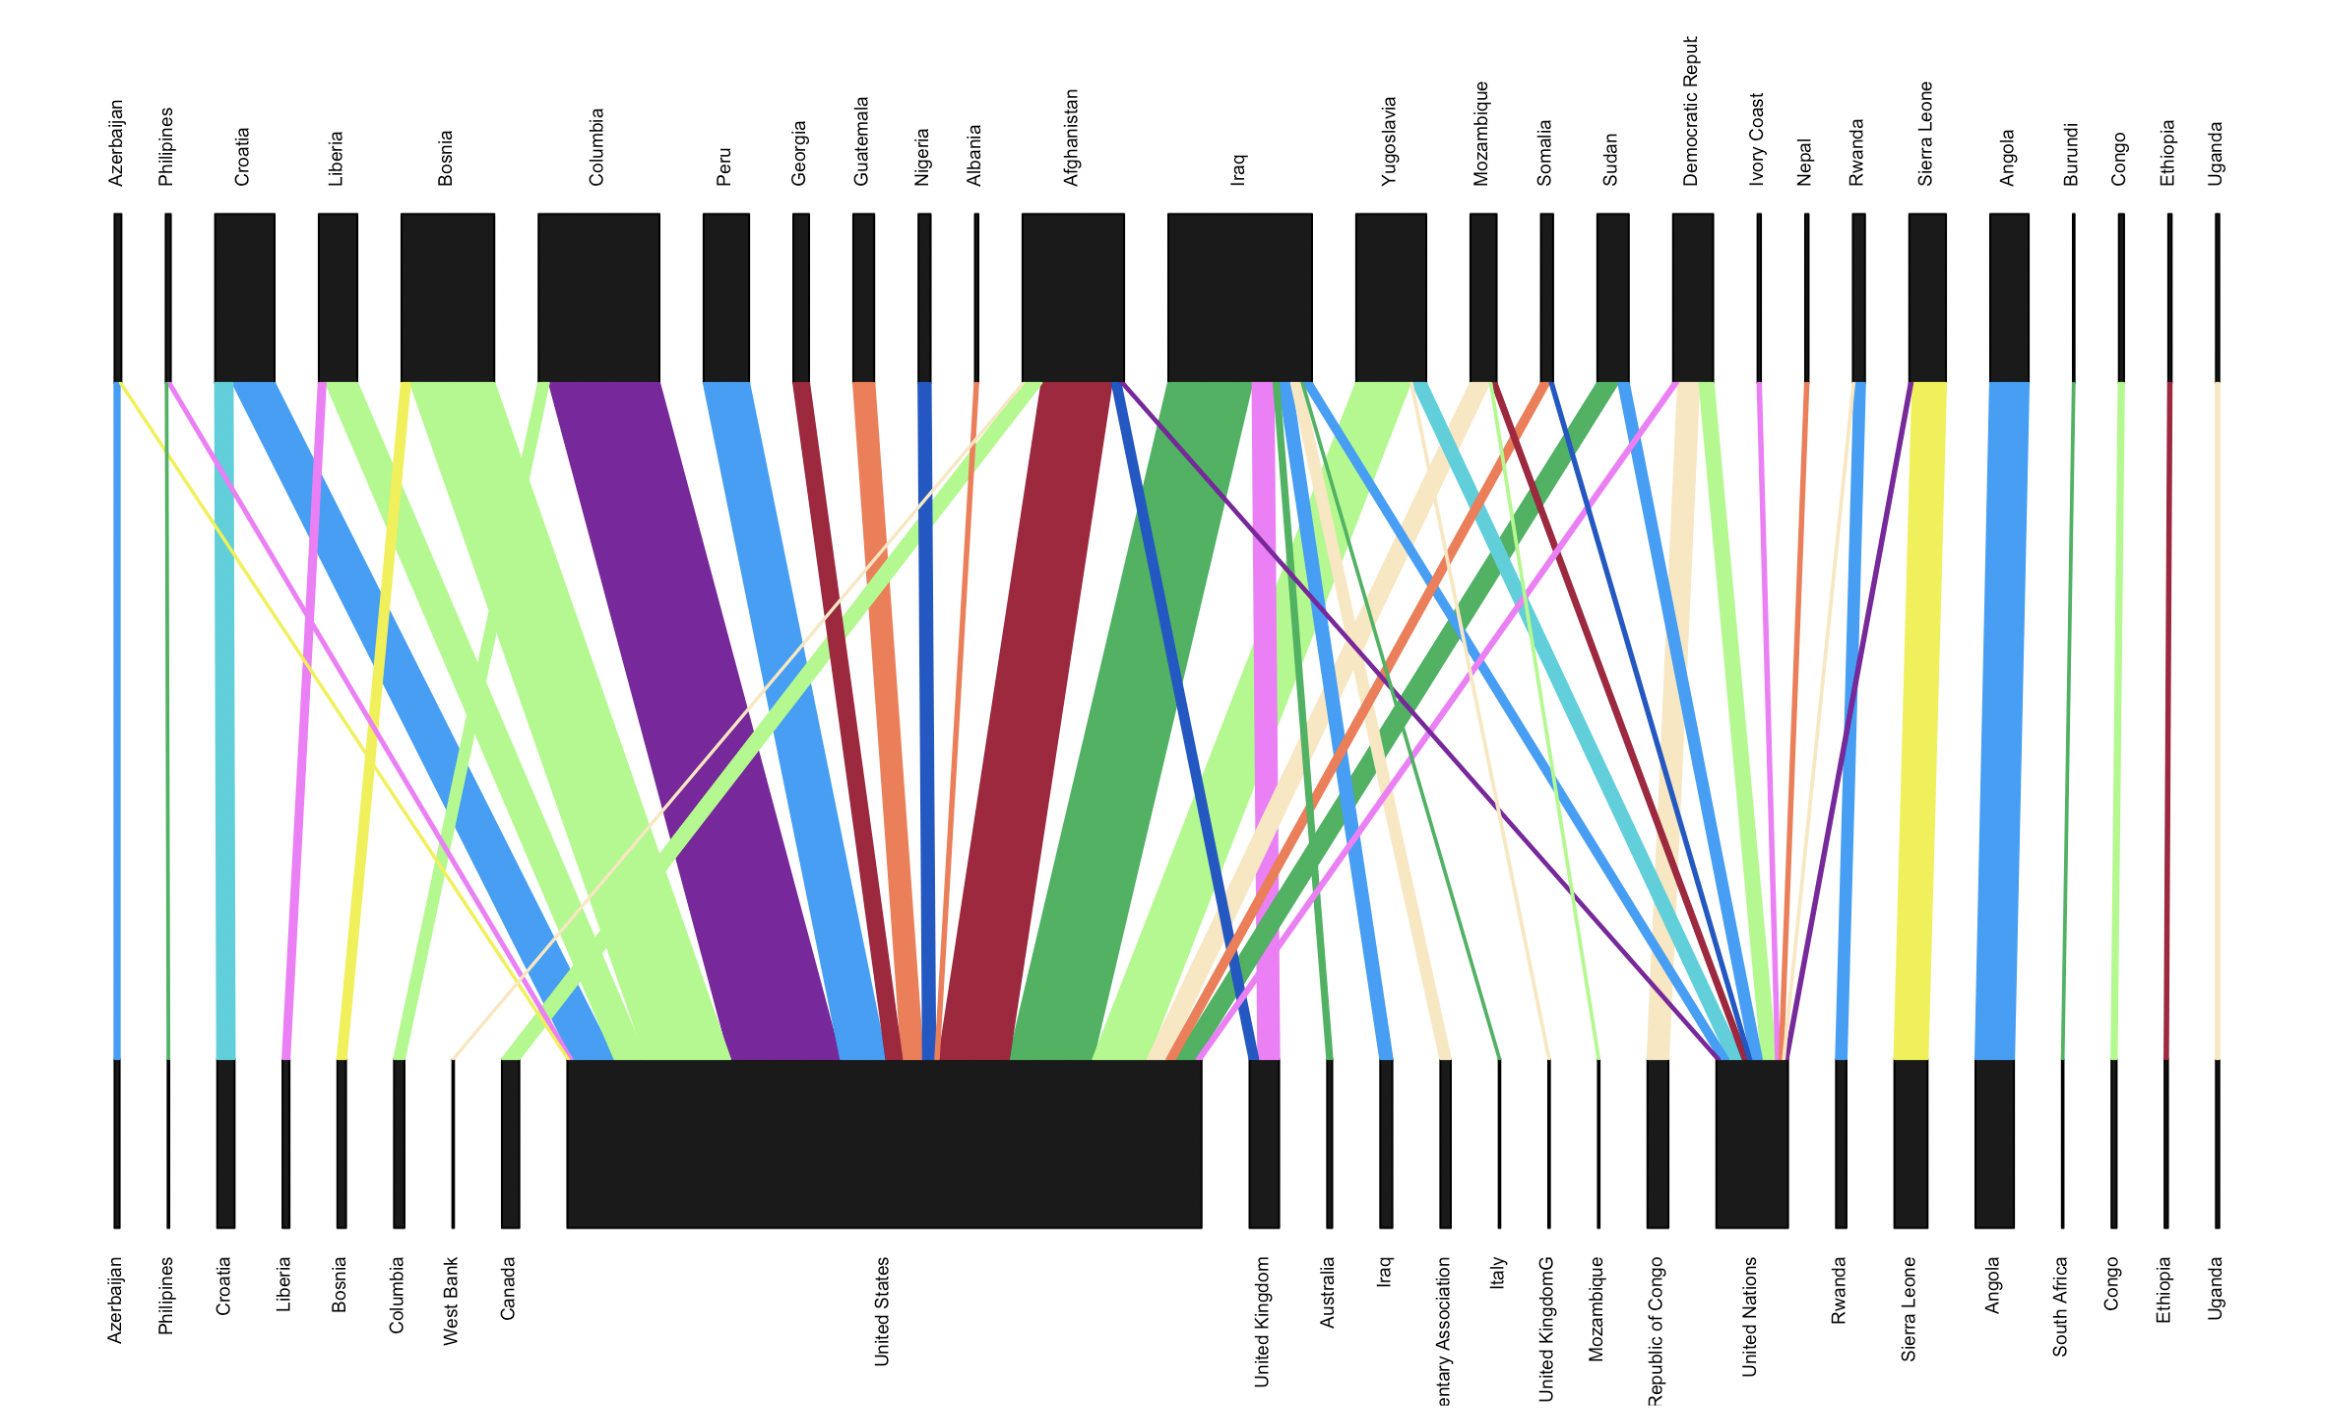 Azerbaijan
Philipines
Croatia
Liberia
Bosnia
Columbia
Peru
Georgia
Guatemala
Nigeria
Albania
Afghanistan
Iraq
Yugoslavia
Mozambique
Somalia
Sudan
Democratic
Ivory Coast
Nepal
Rwanda
Sierra Leone
Angola
Burundi
Congo
Ethiopia
Uganda
Azerbaijan
Philipines
Croatia
Liberia
Bosnia
Columbia
West Bank
Canada
United States
United Kingdom
Australia
Iraq
Association
Italy
United KingdomG
Mozambique
Republic of Congo
United Nations
Rwanda
Sierra Leone
Angola
South Africa
Congo
Ethiopia
Uganda